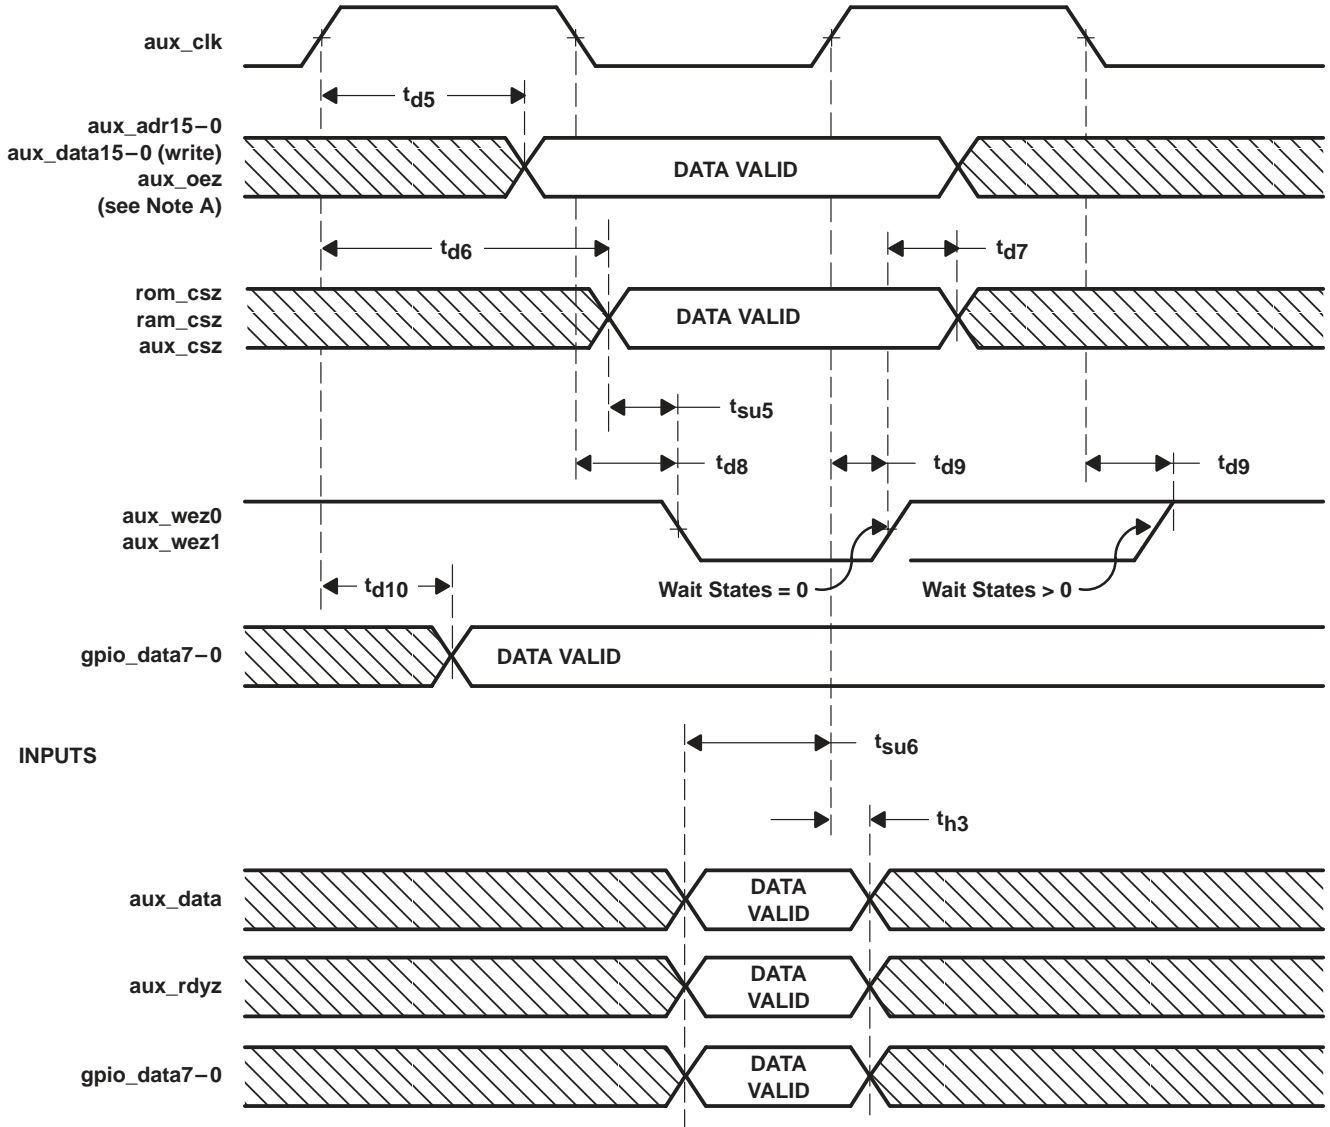 aux_clk
td5
aux_adr15−0
aux_data15−0 (write)
aux_oez
(see Note A)
DATA VALID
td6
td7
rom_csz
ram_csz
aux_csz
DATA VALID
tsu5
td8
td9
td9
aux_wez0
aux_wez1
Wait States = 0
Wait States > 0
td10
gpio_data7−0
DATA VALID
tsu6
INPUTS
th3
aux_data
DATA
VALID
aux_rdyz
DATA
VALID
gpio_data7−0
DATA
VALID